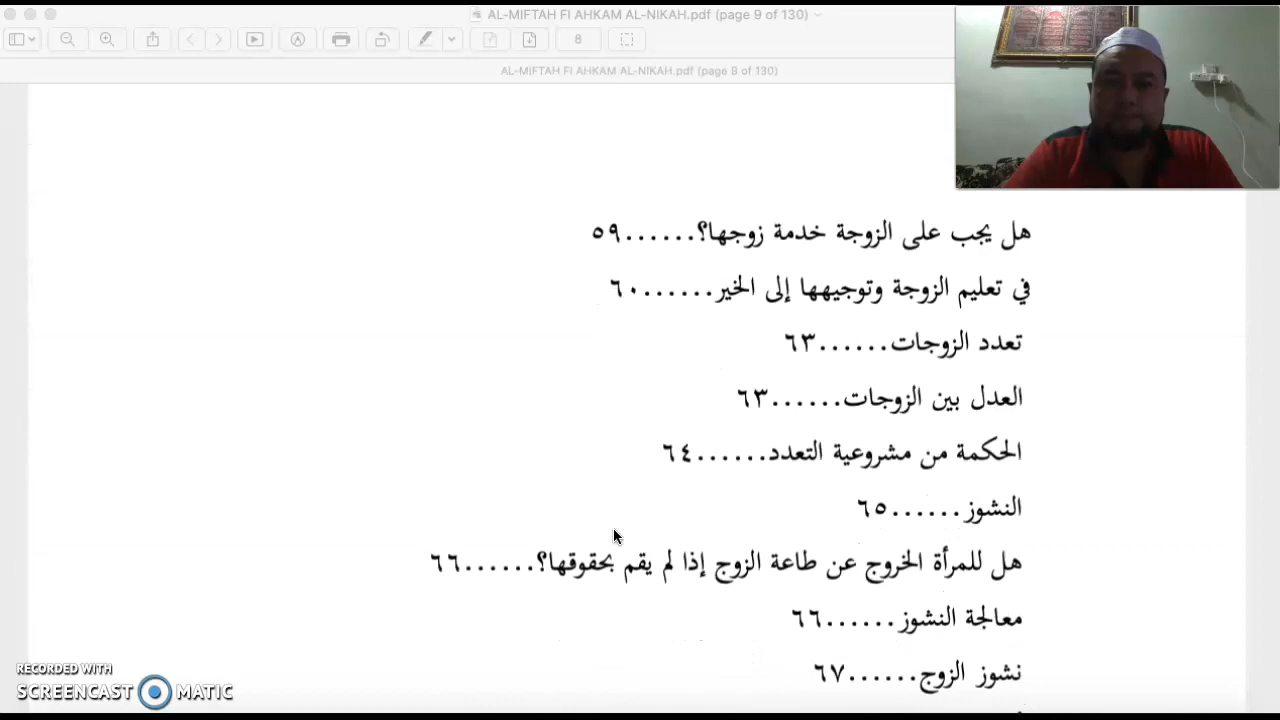 AL-MIFTAH FI AHKAM AL-NIKAH.pdf (page 9 of 130)
8
AL-MIFTAH FI AHKAM AL-NIKAH.pdf (page 8 of 130)
هل يجب على الزوجة خدمة زوجها؟......٥٩
في تعليم الزوجة وتوجيهها إلى الخير......٦٠
تعدد الزوجات......٦٣
العدل بين الزوجات......٦٣
الحكمة من مشروعية التعدد......٦٤
النشوز......٦٥
هل للمرأة الخروج عن طاعة الزوج إذا لم يقم بحقوقها؟......٦٦
معالجة النشوز......٦٦
نشوز الزوج......٦٧
RECORDED WITH
SCREENCAST MATIC